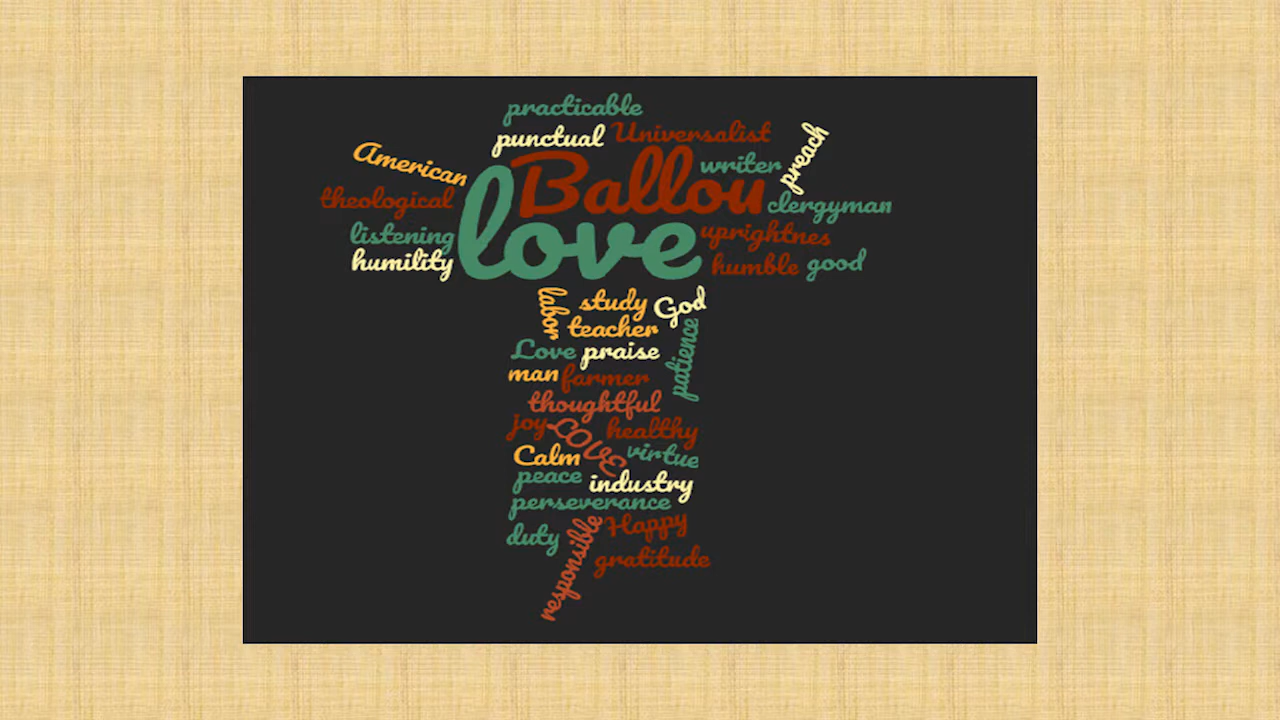 practicable
punctual
Universalist
preach
American
Ballou
writer
theological
clergyman
listening
love
uprightnes
humility
humble
good
labor
study
God
teacher
patience
Love
praise
man
farmer
thoughtful
joy
LOVE
healthy
Calm
virtue
peace
industry
perseverance
duty
responsible
Happy
gratitude